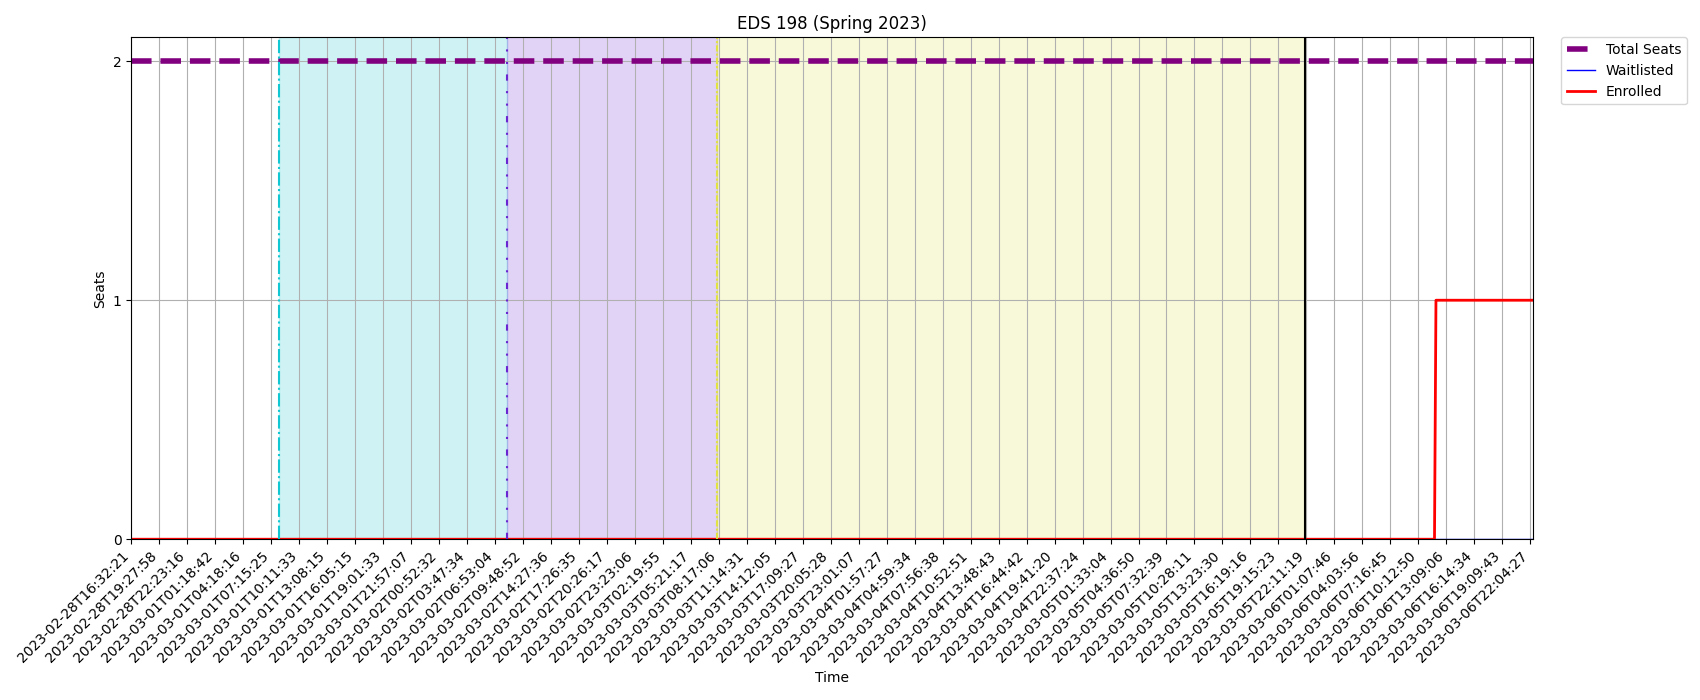 EDS 198 (Spring 2023)
Total Seats
Waitlisted
Enrolled
Seats
2
1
0
2023-02-28T16:32:21
2023-02-28T19:27:58
2023-02-28T22:23:16
2023-03-01T01:18:42
2023-03-01T04:18:16
2023-03-01T07:15:25
2023-03-01T10:11:33
2023-03-01T13:08:15
2023-03-01T16:05:15
2023-03-01T19:01:33
2023-03-01T21:57:07
2023-03-02T00:52:32
2023-03-02T03:47:34
2023-03-02T06:53:04
2023-03-02T09:48:52
2023-03-02T14:27:36
2023-03-02T17:26:35
2023-03-02T20:26:17
2023-03-02T23:23:06
2023-03-03T02:19:55
2023-03-03T05:21:17
2023-03-03T08:17:06
2023-03-03T11:14:31
2023-03-03T14:12:05
2023-03-03T17:09:27
2023-03-03T20:05:28
2023-03-03T23:01:07
2023-03-04T01:57:27
2023-03-04T04:59:34
2023-03-04T07:56:38
2023-03-04T10:52:51
2023-03-04T13:48:43
2023-03-04T16:44:42
2023-03-04T19:41:20
2023-03-04T22:37:24
2023-03-05T01:33:04
2023-03-05T04:36:50
2023-03-05T07:32:39
2023-03-05T10:28:11
2023-03-05T13:23:30
2023-03-05T16:19:16
2023-03-05T19:15:23
2023-03-05T22:11:19
2023-03-06T01:07:46
2023-03-06T04:03:56
2023-03-06T07:16:45
2023-03-06T10:12:50
2023-03-06T13:09:06
2023-03-06T16:14:34
2023-03-06T19:09:43
2023-03-06T22:04:27
Time